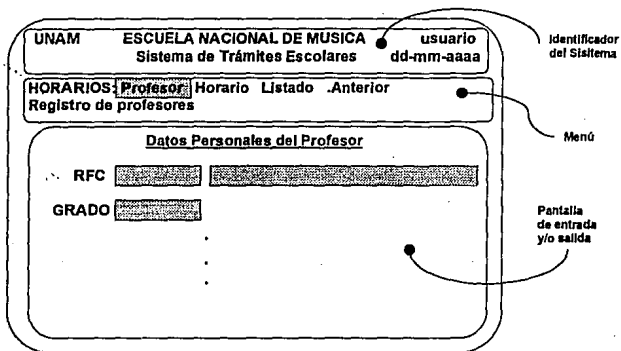 UNAM ESCUELA NACIONAL DE MUSICA usuario
Sistema de Trámites Escolares dd-mm-aaaa
Identificador
del Sisitema
HORARIOS: Profesor Horario Listado .Anterior
Registro de profesores
Menú
Datos Personales del Profesor
RFC
GRADO
Pantalla
de entrada
y/o salida